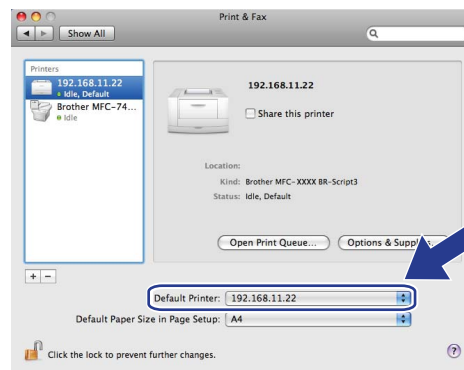 Print & Fax
Show All
Printers
192.168.11.22
Idle, Default
Brother MFC-74...
Idle
192.168.11.22
Share this printer
Location:
Kind: Brother MFC-XXXX BR-Script3
Status: Idle, Default
Open Print Queue... Options & Supplies...
+ -
Default Printer: 192.168.11.22
Default Paper Size in Page Setup: A4
Click the lock to prevent further changes.
?